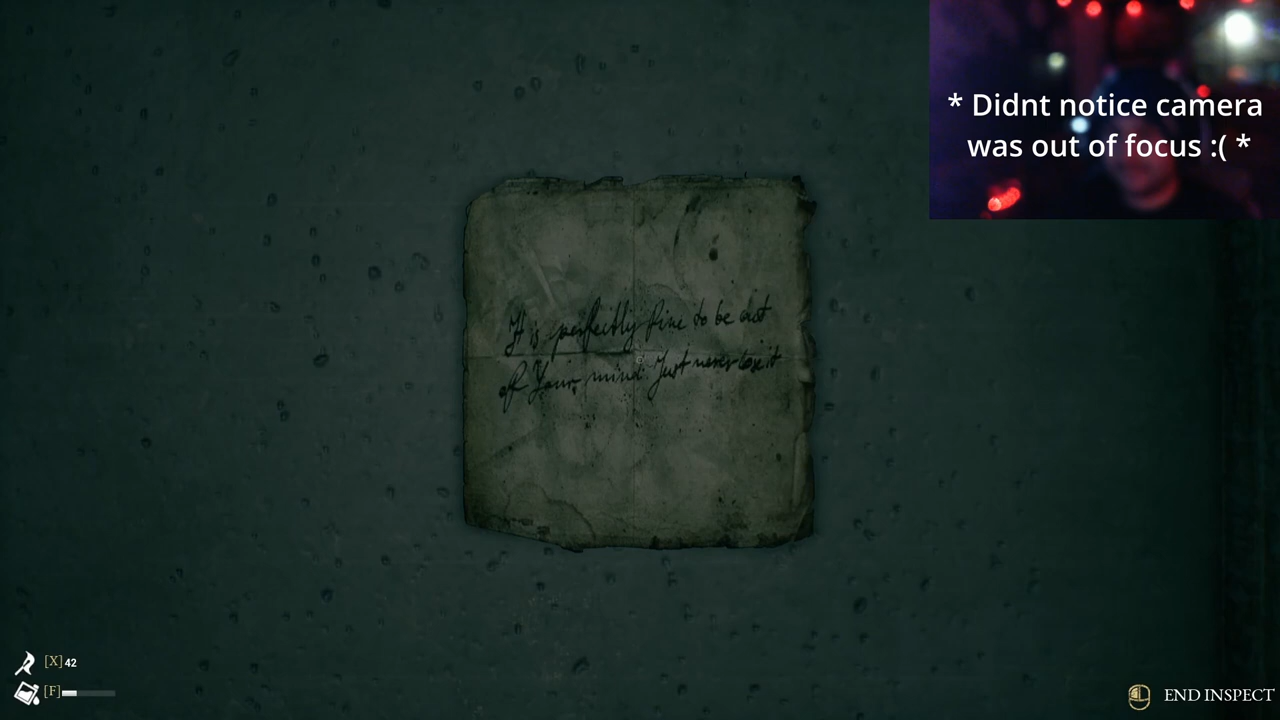 * Didnt notice camera
was out of focus :( *
It is perfectly fine to be out
of Your mind. Just never lose it
[X] 42
[F]
END INSPECT